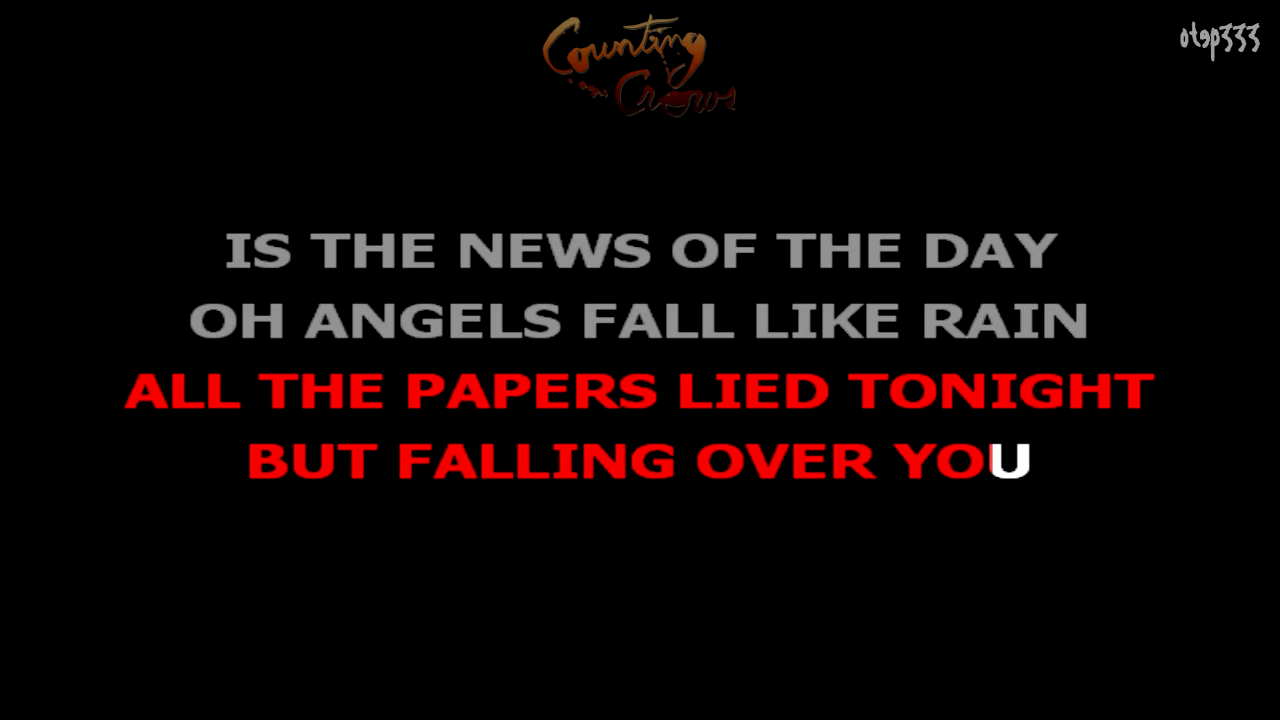 Counting
Crows
otep333
IS THE NEWS OF THE DAY
OH ANGELS FALL LIKE RAIN
ALL THE PAPERS LIED TONIGHT
BUT FALLING OVER YOU